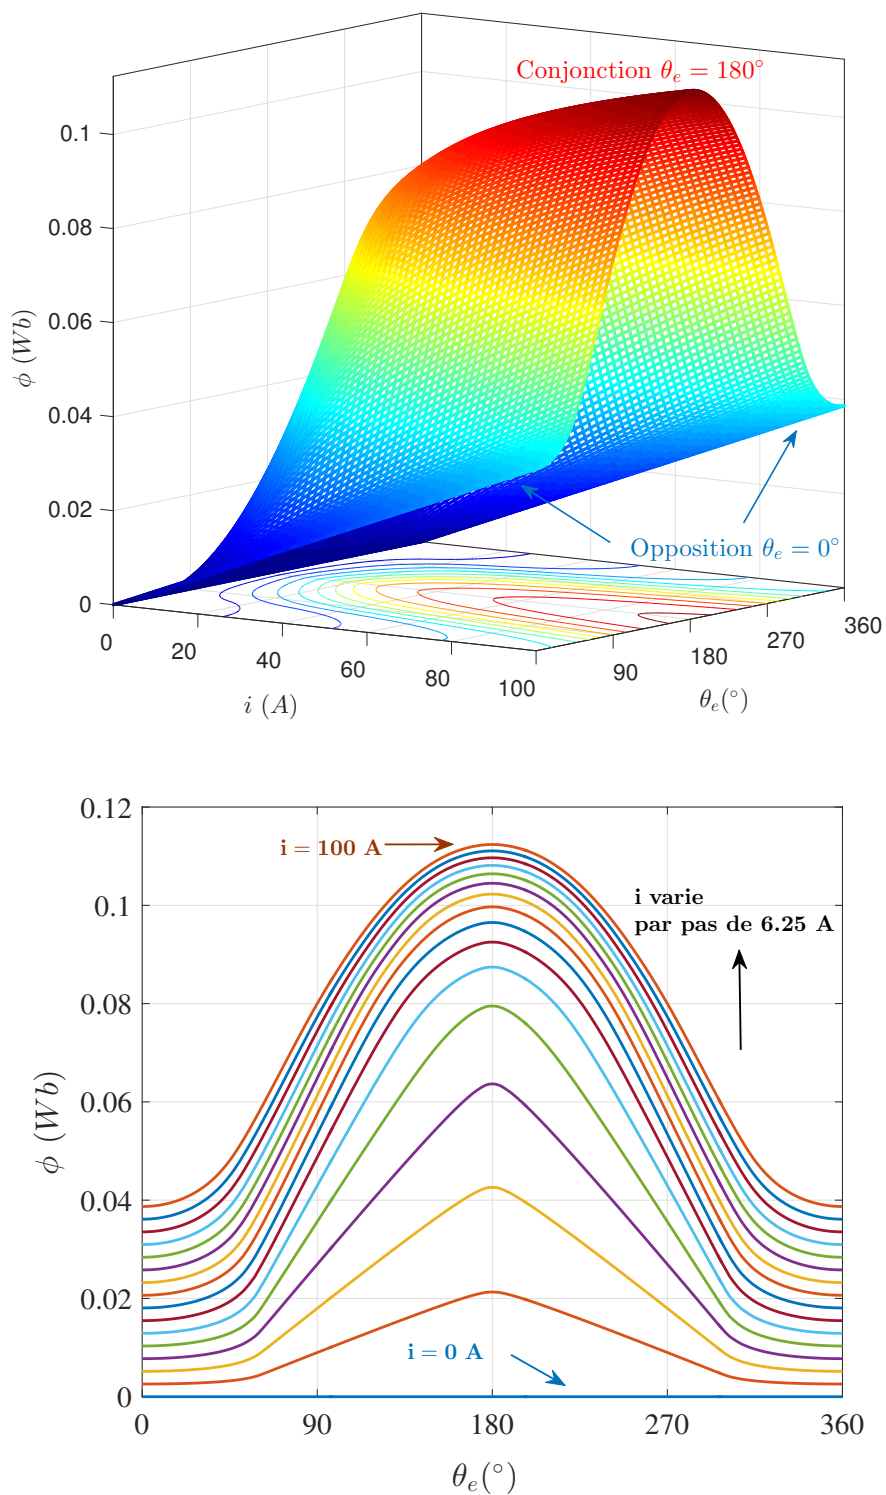 Conjonction θₑ = 180°
0.1
0.08
0.06
0.04
0.02
0
ϕ (Wb)
Opposition θₑ = 0°
0
20
40
60
80
100
90
180
270
360
i (A)
θₑ(°)
0.12
0.1
0.08
0.06
0.04
0.02
0
ϕ (Wb)
i = 100 A
i varie
par pas de 6.25 A
i = 0 A
0
90
180
270
360
θₑ(°)